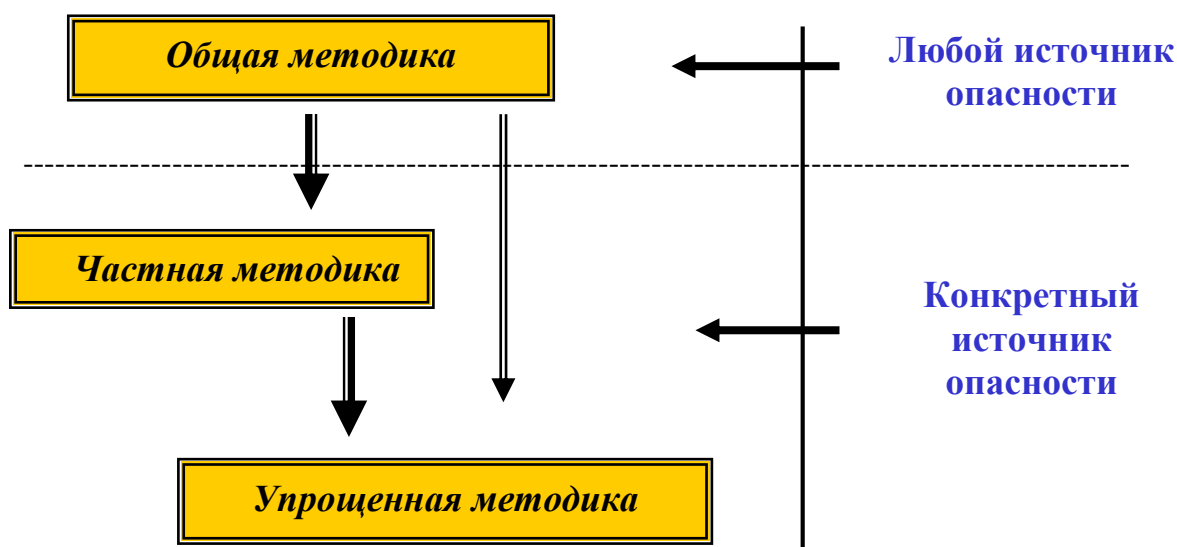 Общая методика
Любой источник
опасности
Частная методика
Конкретный
источник
опасности
Упрощенная методика